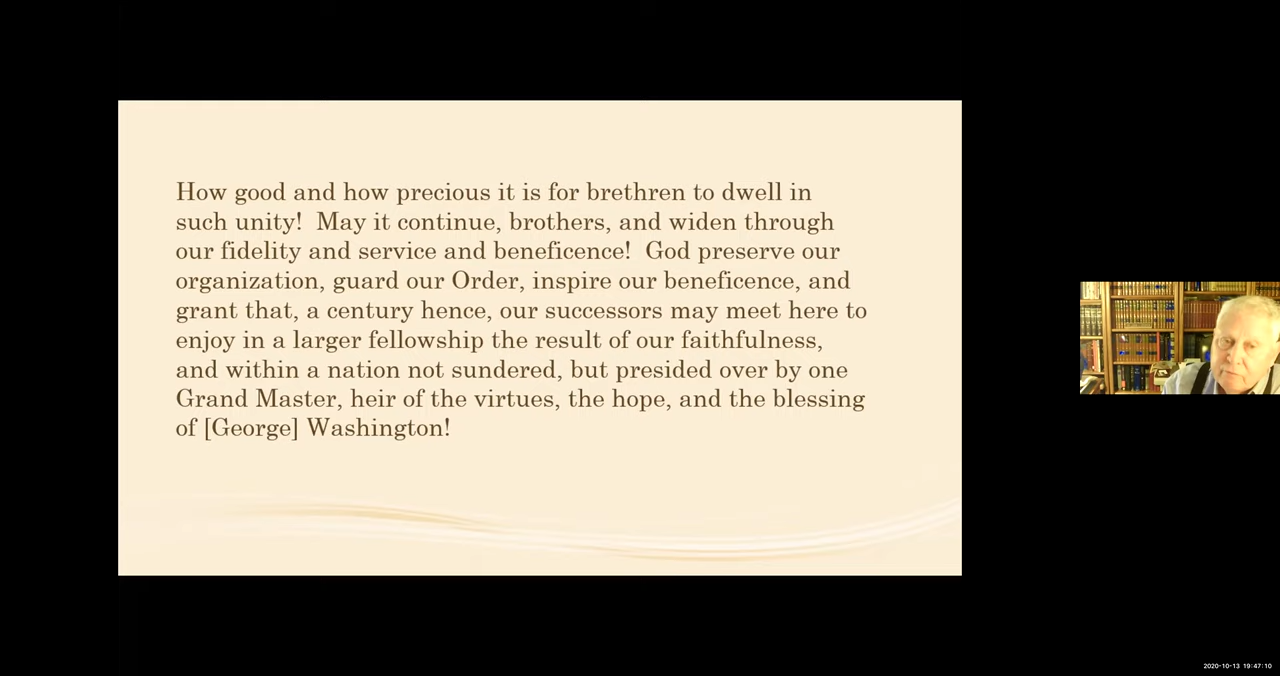 How good and how precious it is for brethren to dwell in
such unity!  May it continue, brothers, and widen through
our fidelity and service and beneficence!  God preserve our
organization, guard our Order, inspire our beneficence, and
grant that, a century hence, our successors may meet here to
enjoy in a larger fellowship the result of our faithfulness,
and within a nation not sundered, but presided over by one
Grand Master, heir of the virtues, the hope, and the blessing
of [George] Washington!
2020-10-13 19:47:10